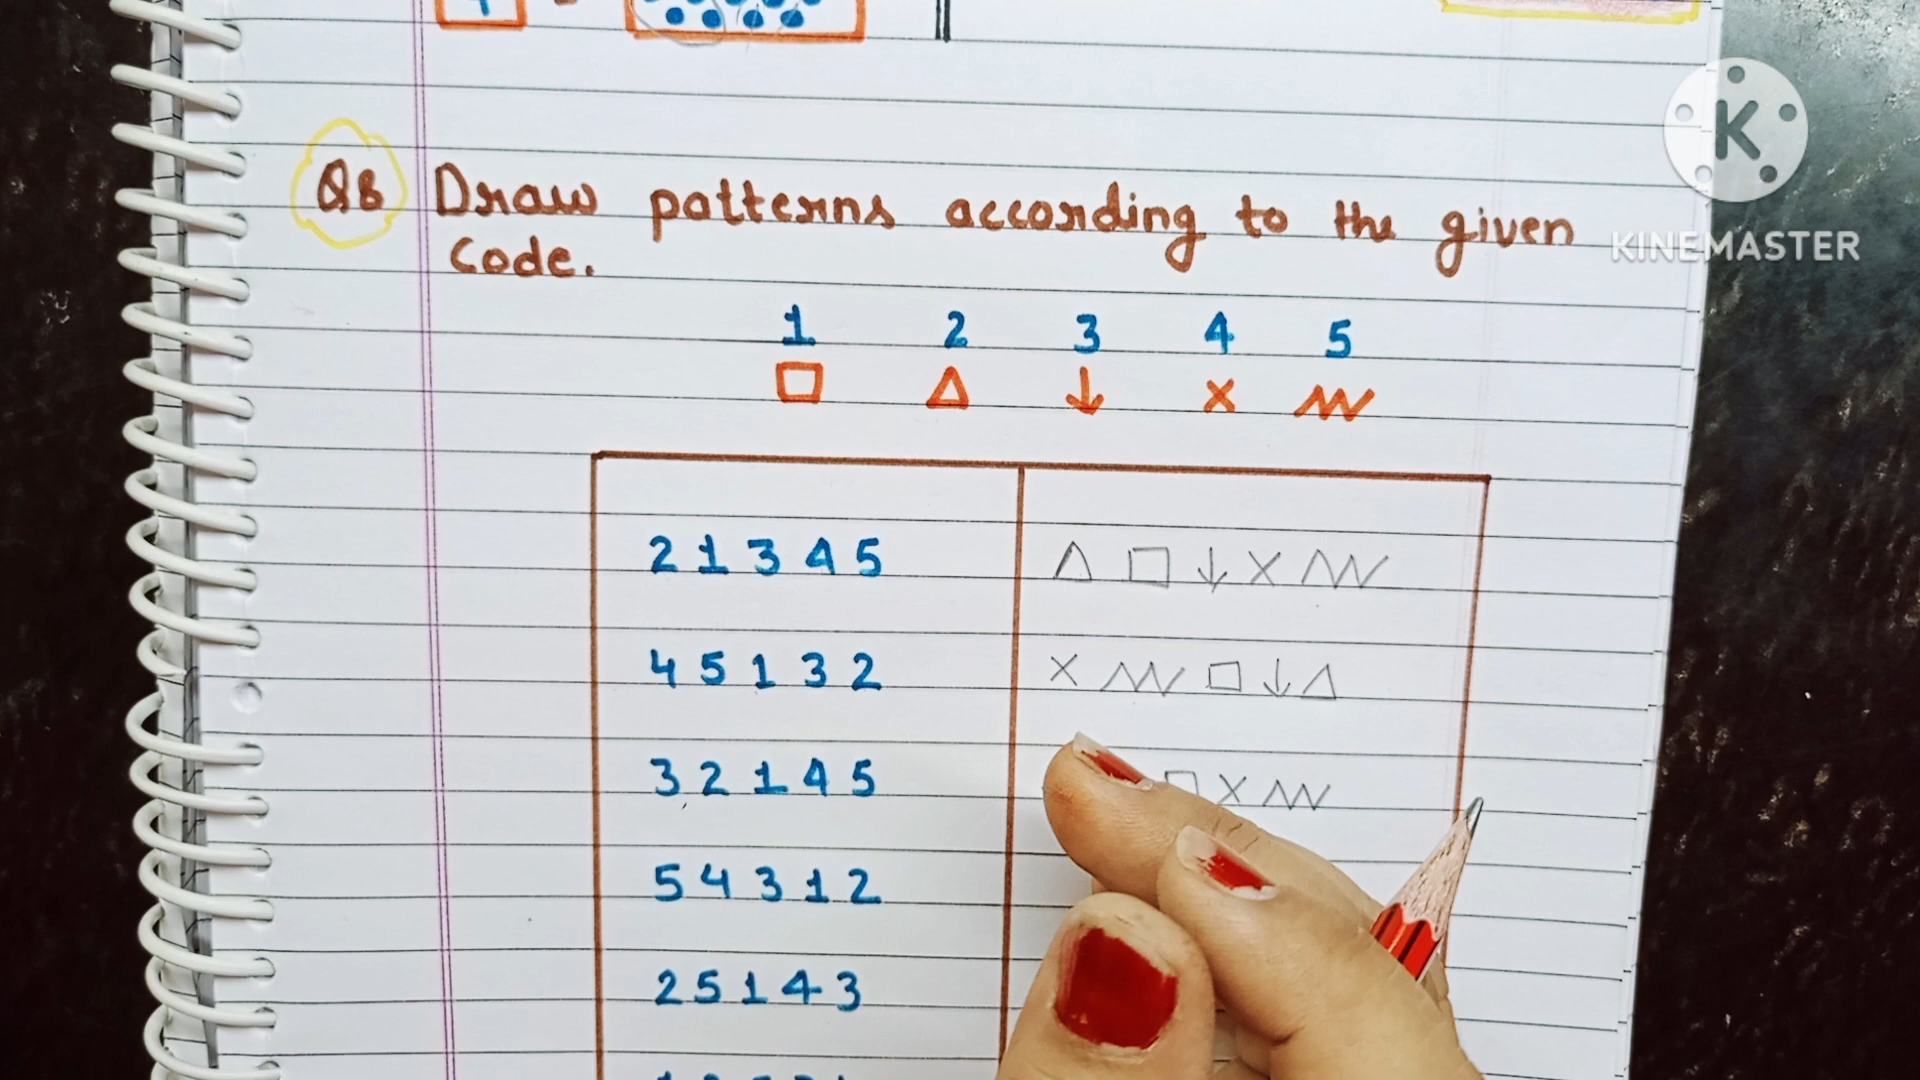 Q8 Draw patterns according to the given
Code.
1 2 3 4 5
2 1 3 4 5
4 5 1 3 2
3 2 1 4 5
5 4 3 1 2
2 5 1 4 3
K
KINEMASTER